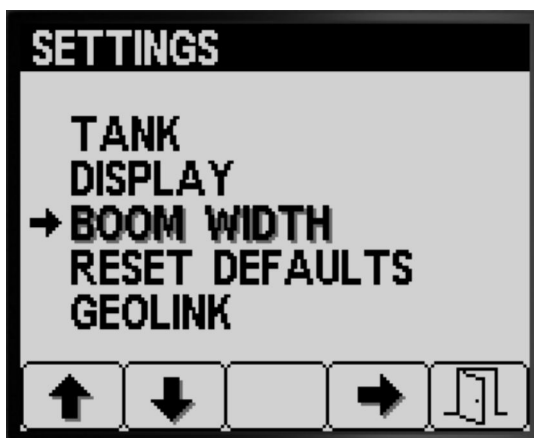 SETTINGS
TANK
DISPLAY
BOOM WIDTH
RESET DEFAULTS
GEOLINK